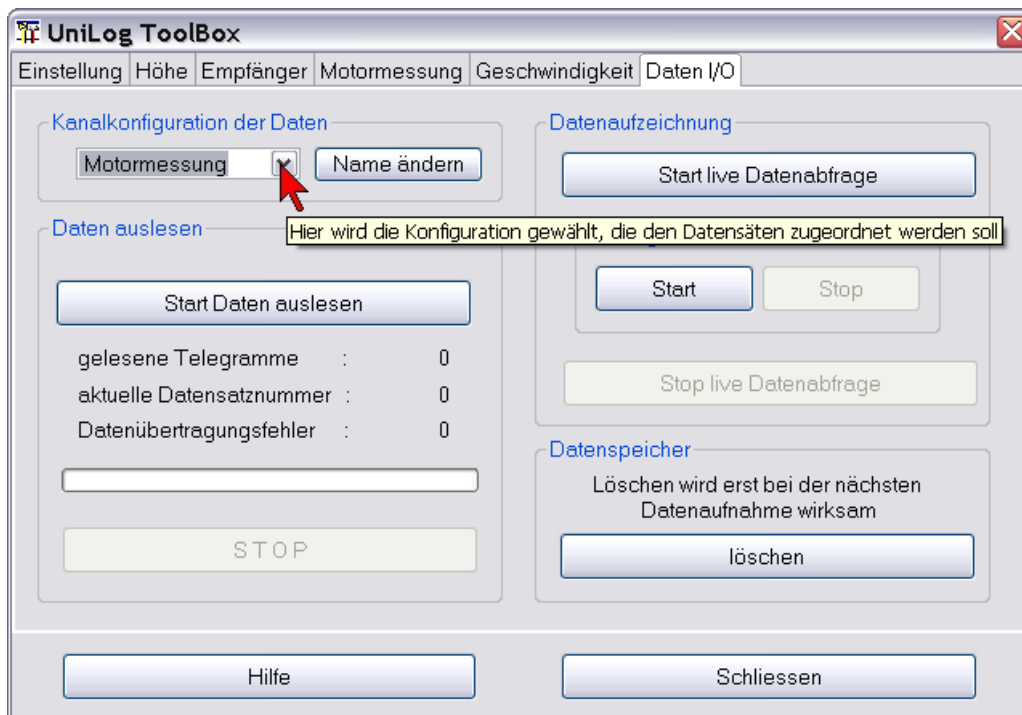 UniLog ToolBox
Einstellung Höhe Empfänger Motormessung Geschwindigkeit Daten I/O
Kanalkonfiguration der Daten
Motormessung
Name ändern
Daten auslesen
Start Daten auslesen
gelesene Telegramme : 0
aktuelle Datensatznummer : 0
Datenübertragungsfehler : 0
STOP
Datenaufzeichnung
Start live Datenabfrage
Hier wird die Konfiguration gewählt, die den Datensäten zugeordnet werden soll
Start
Stop
Stop live Datenabfrage
Datenspeicher
Löschen wird erst bei der nächsten
Datenaufnahme wirksam
löschen
Hilfe
Schliessen